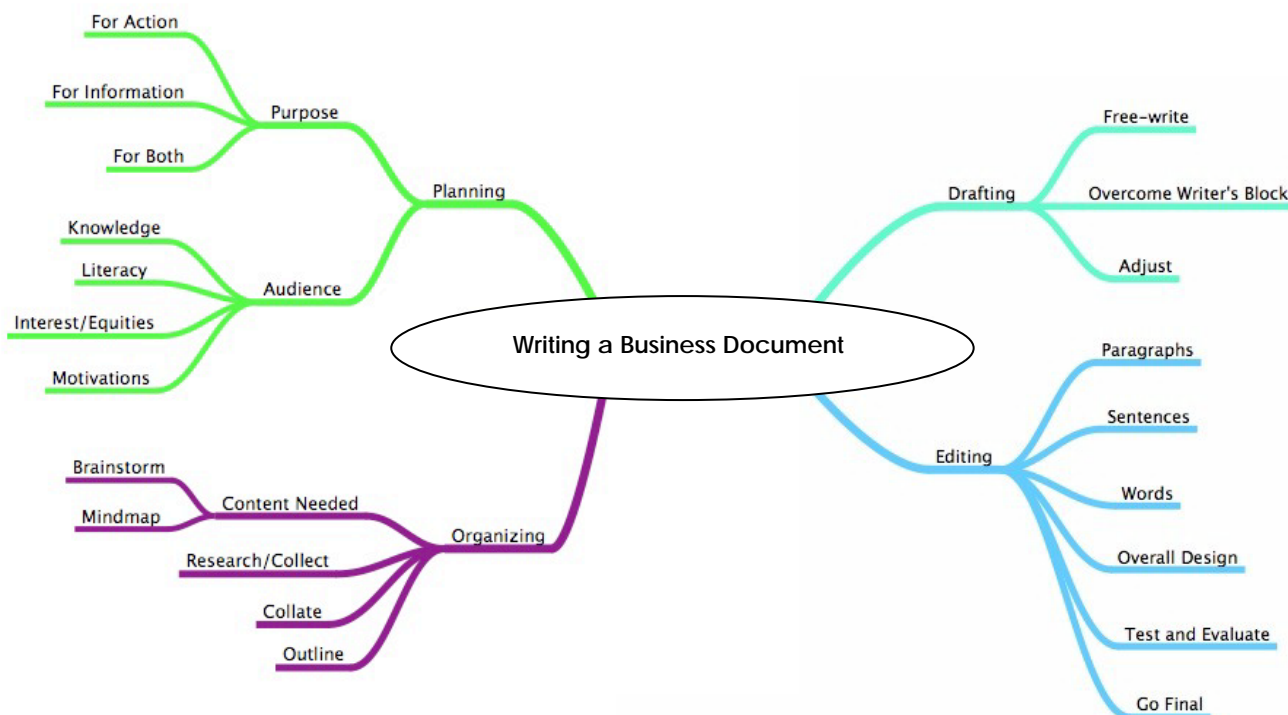 Writing a Business Document
Planning
Purpose
For Action
For Information
For Both
Audience
Knowledge
Literacy
Interest/Equities
Motivations
Organizing
Content Needed
Brainstorm
Mindmap
Research/Collect
Collate
Outline
Drafting
Free-write
Overcome Writer's Block
Adjust
Editing
Paragraphs
Sentences
Words
Overall Design
Test and Evaluate
Go Final